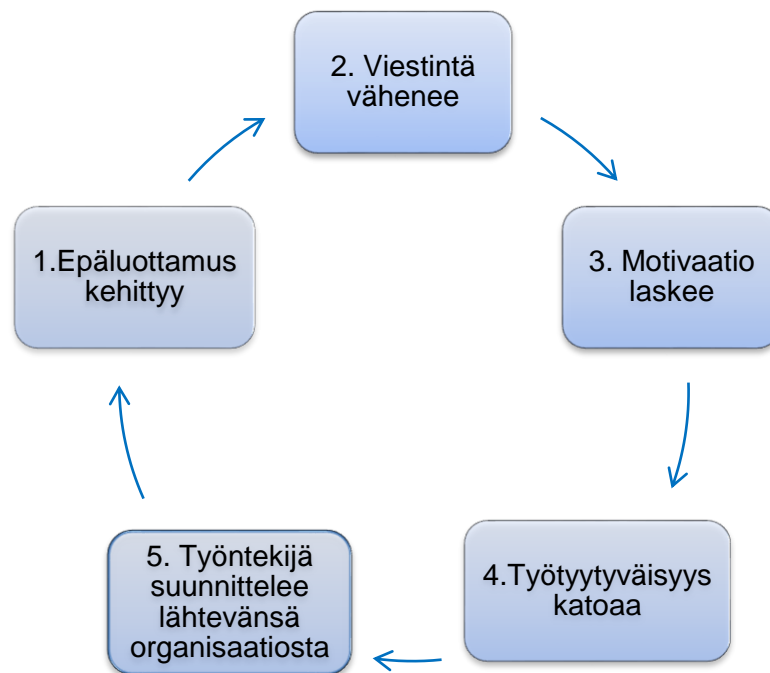 2. Viestintä
vähenee
1.Epäluottamus
kehittyy
3. Motivaatio
laskee
4.Työtyytyväisyys
katoaa
5. Työntekijä
suunnittelee
lähtevänsä
organisaatiosta